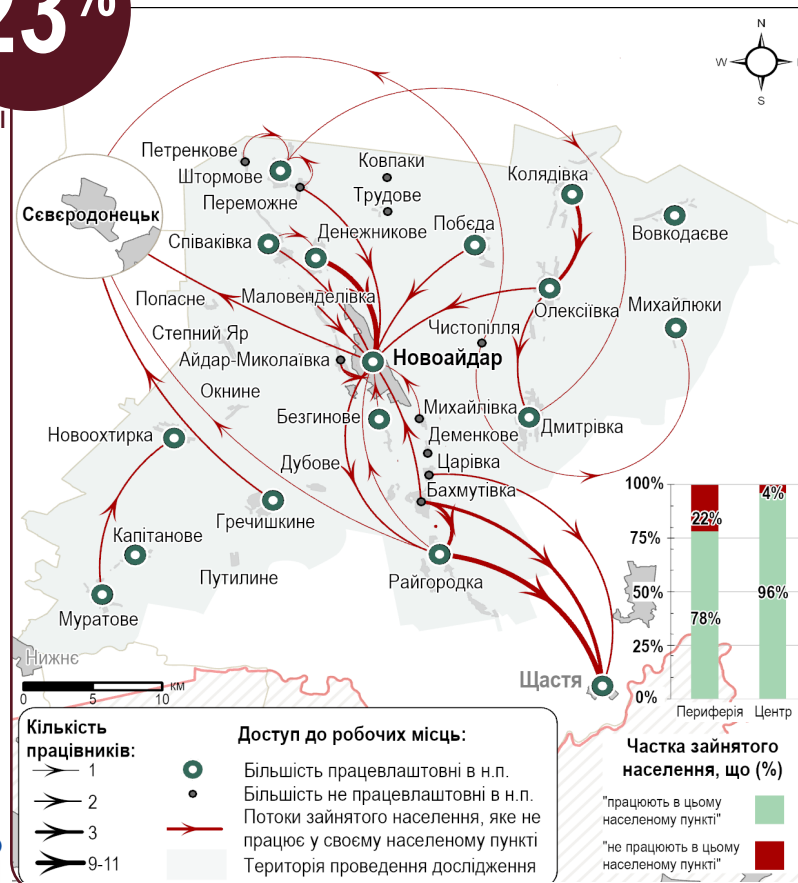 23%
І
N
W
S
Петренкове
Штормове
Переможне
Ковпаки
Трудове
Колядівка
Вовкодаєве
Сєвєродонецьк
Співаківка
Денежникове
Побєда
Попасне
Маловенделівка
Олексіївка
Михайлюки
Степний Яр
Чистопілля
Айдар-Миколаївка
Новоайдар
Окнине
Безгинове
Михайлівка
Дмитрівка
Новоохтирка
Деменкове
Дубове
Царівка
Бахмутівка
Гречишкине
Капітанове
Путилине
Райгородка
Муратове
Нижнє
Щастя
0 5 10 км
100%
75%
50%
25%
0%
22%
78%
4%
96%
Периферія Центр
Кількість
працівників:
1
2
3
9-11
Доступ до робочих місць:
Більшість працевлаштовні в н.п.
Більшість не працевлаштовні в н.п.
Потоки зайнятого населення, яке не
працює у своєму населеному пункті
Територія проведення дослідження
Частка зайнятого
населення, що (%)
"працюють в цьому
населеному пункті"
"не працюють в цьому
населеному пункті"